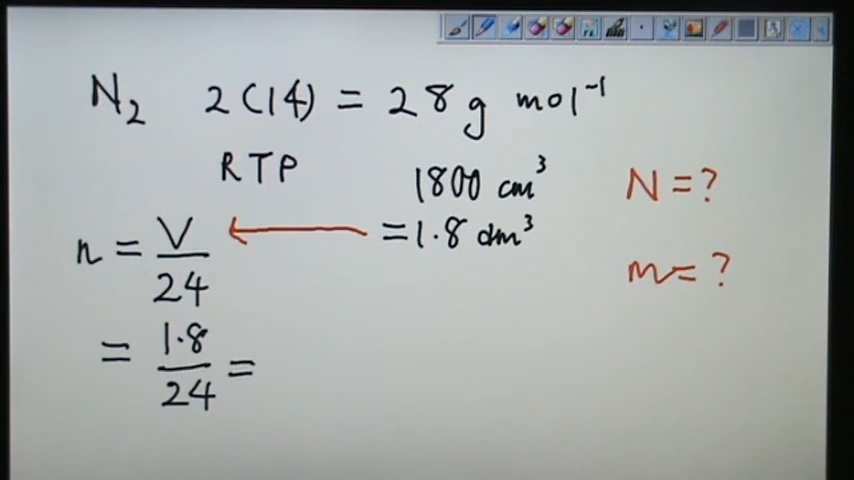 N₂ 2(14) = 28 g mol⁻¹
RTP 1800 cm³ N = ?
n = V/24 ← = 1.8 dm³
m = ?
= 1.8/24 =